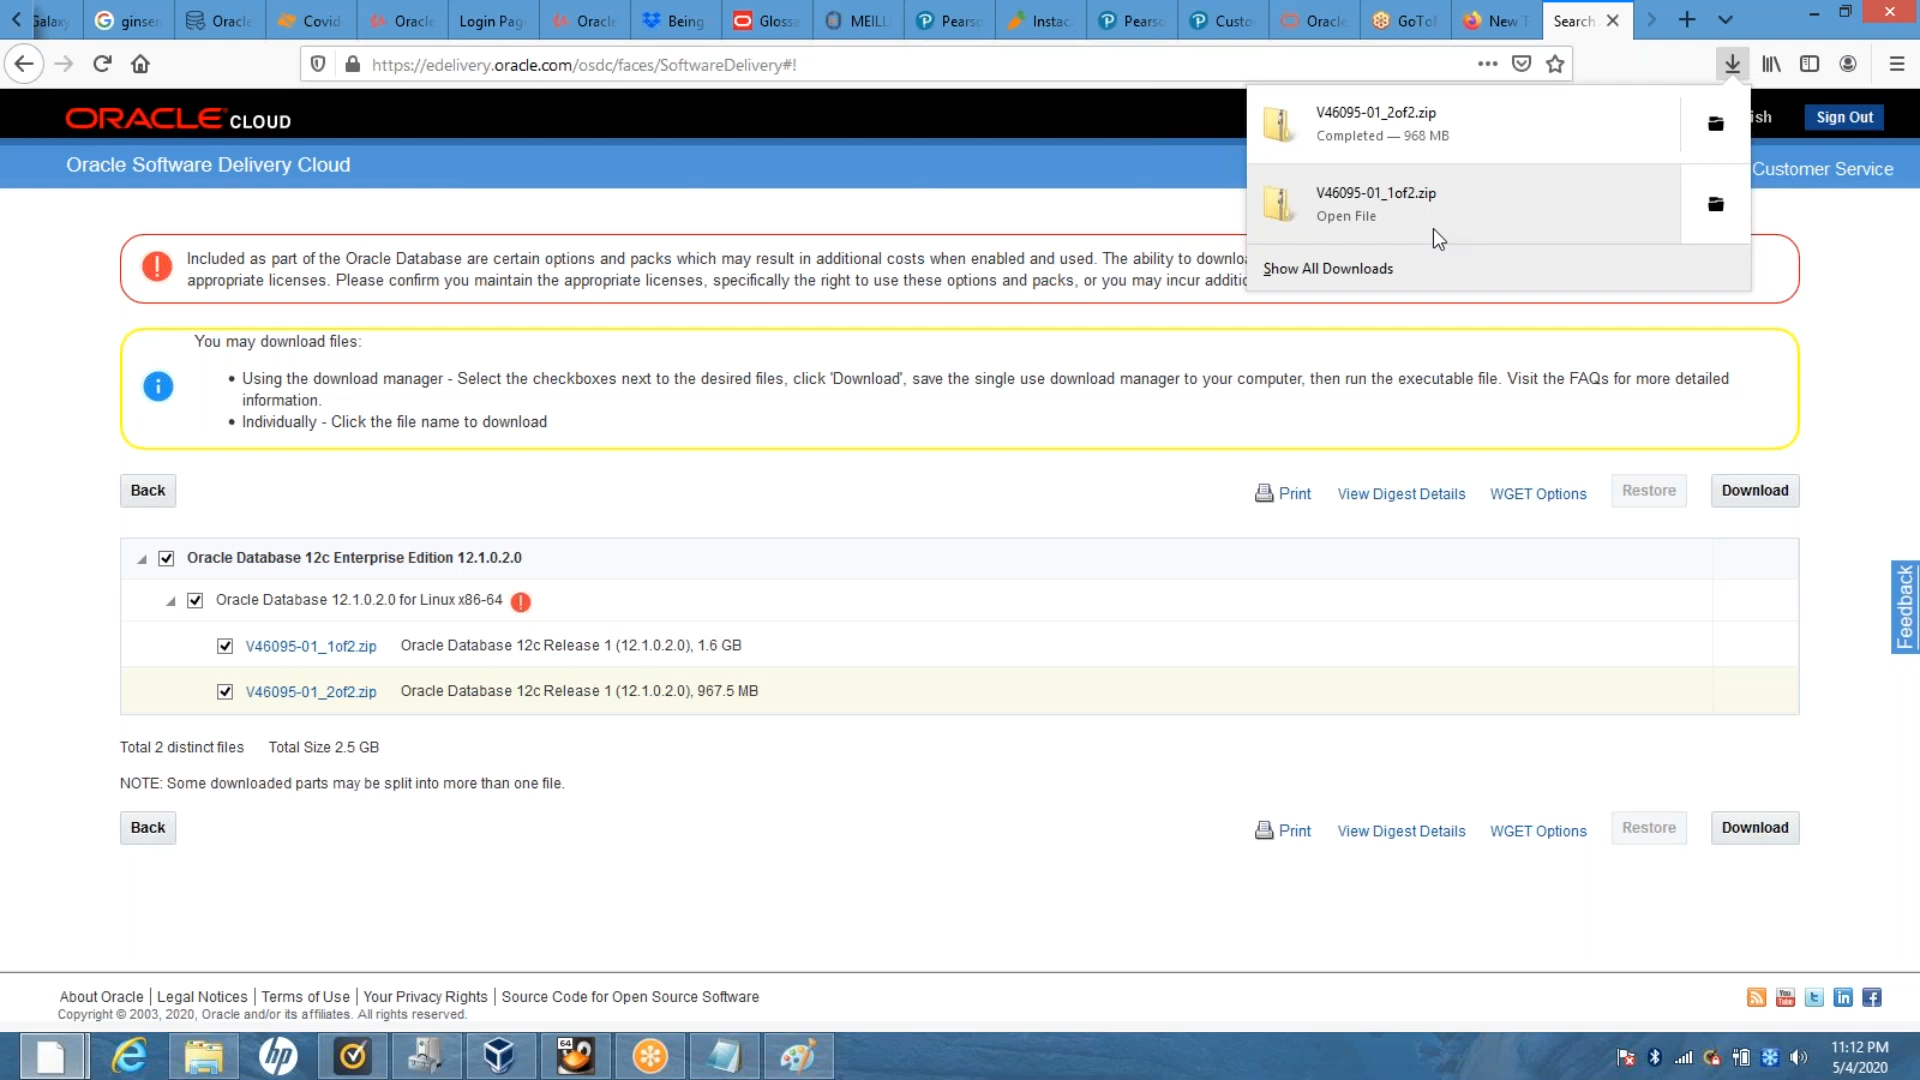 Galaxy
ginsen
Oracle
Covid
Oracle
Login Pag
Oracle
Being
Glossa
MEILL
Pearso
Instac
Pearso
Custo
Oracle
GoTo
New T
Search
https://edelivery.oracle.com/osdc/faces/SoftwareDelivery#!
ORACLE CLOUD
ish
Sign Out
Oracle Software Delivery Cloud
Customer Service
V46095-01_2of2.zip
Completed — 968 MB
V46095-01_1of2.zip
Open File
Show All Downloads
Included as part of the Oracle Database are certain options and packs which may result in additional costs when enabled and used. The ability to downlo
appropriate licenses. Please confirm you maintain the appropriate licenses, specifically the right to use these options and packs, or you may incur additio
You may download files:
• Using the download manager - Select the checkboxes next to the desired files, click 'Download', save the single use download manager to your computer, then run the executable file. Visit the FAQs for more detailed
information.
• Individually - Click the file name to download
Back
Print
View Digest Details
WGET Options
Restore
Download
Oracle Database 12c Enterprise Edition 12.1.0.2.0
Oracle Database 12.1.0.2.0 for Linux x86-64
V46095-01_1of2.zip Oracle Database 12c Release 1 (12.1.0.2.0), 1.6 GB
V46095-01_2of2.zip Oracle Database 12c Release 1 (12.1.0.2.0), 967.5 MB
Feedback
Total 2 distinct files Total Size 2.5 GB
NOTE: Some downloaded parts may be split into more than one file.
Back
Print
View Digest Details
WGET Options
Restore
Download
About Oracle | Legal Notices | Terms of Use | Your Privacy Rights | Source Code for Open Source Software
Copyright © 2003, 2020, Oracle and/or its affiliates. All rights reserved.
You Tube
64
11:12 PM
5/4/2020